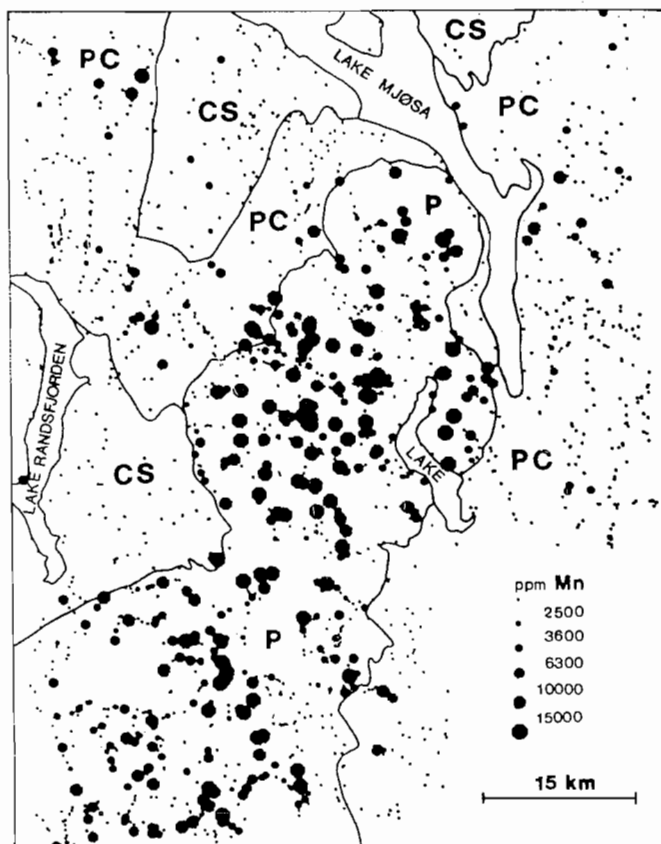 CS
PC
LAKE MJØSA
CS
PC
P
PC
LAKE RANDSFJORDEN
CS
LAKE
PC
P
ppm Mn
2500
3600
6300
10000
15000
15 km